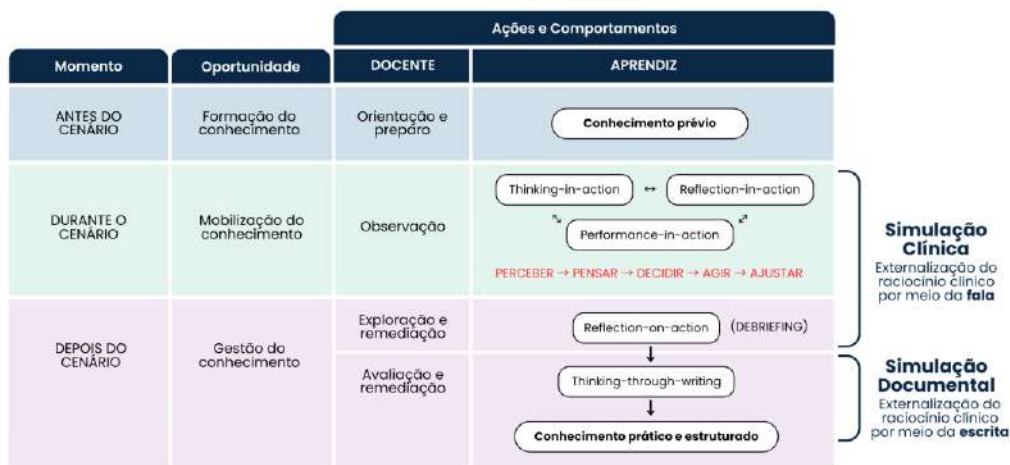 Ações e Comportamentos
Momento
Oportunidade
DOCENTE
APRENDIZ
ANTES DO
CENÁRIO
Formação do
conhecimento
Orientação e
preparo
Conhecimento prévio
DURANTE O
CENÁRIO
Mobilização do
conhecimento
Observação
Thinking-in-action ↔ Reflection-in-action
Performance-in-action
PERCEBER → PENSAR → DECIDIR → AGIR → AJUSTAR
Simulação
Clínica
Externalização do
raciocínio clínico
por meio da fala
DEPOIS DO
CENÁRIO
Gestão do
conhecimento
Exploração e
remediação
Reflection-on-action (DEBRIEFING)
Avaliação e
remediação
Thinking-through-writing
Conhecimento prático e estruturado
Simulação
Documental
Externalização do
raciocínio clínico
por meio da escrita